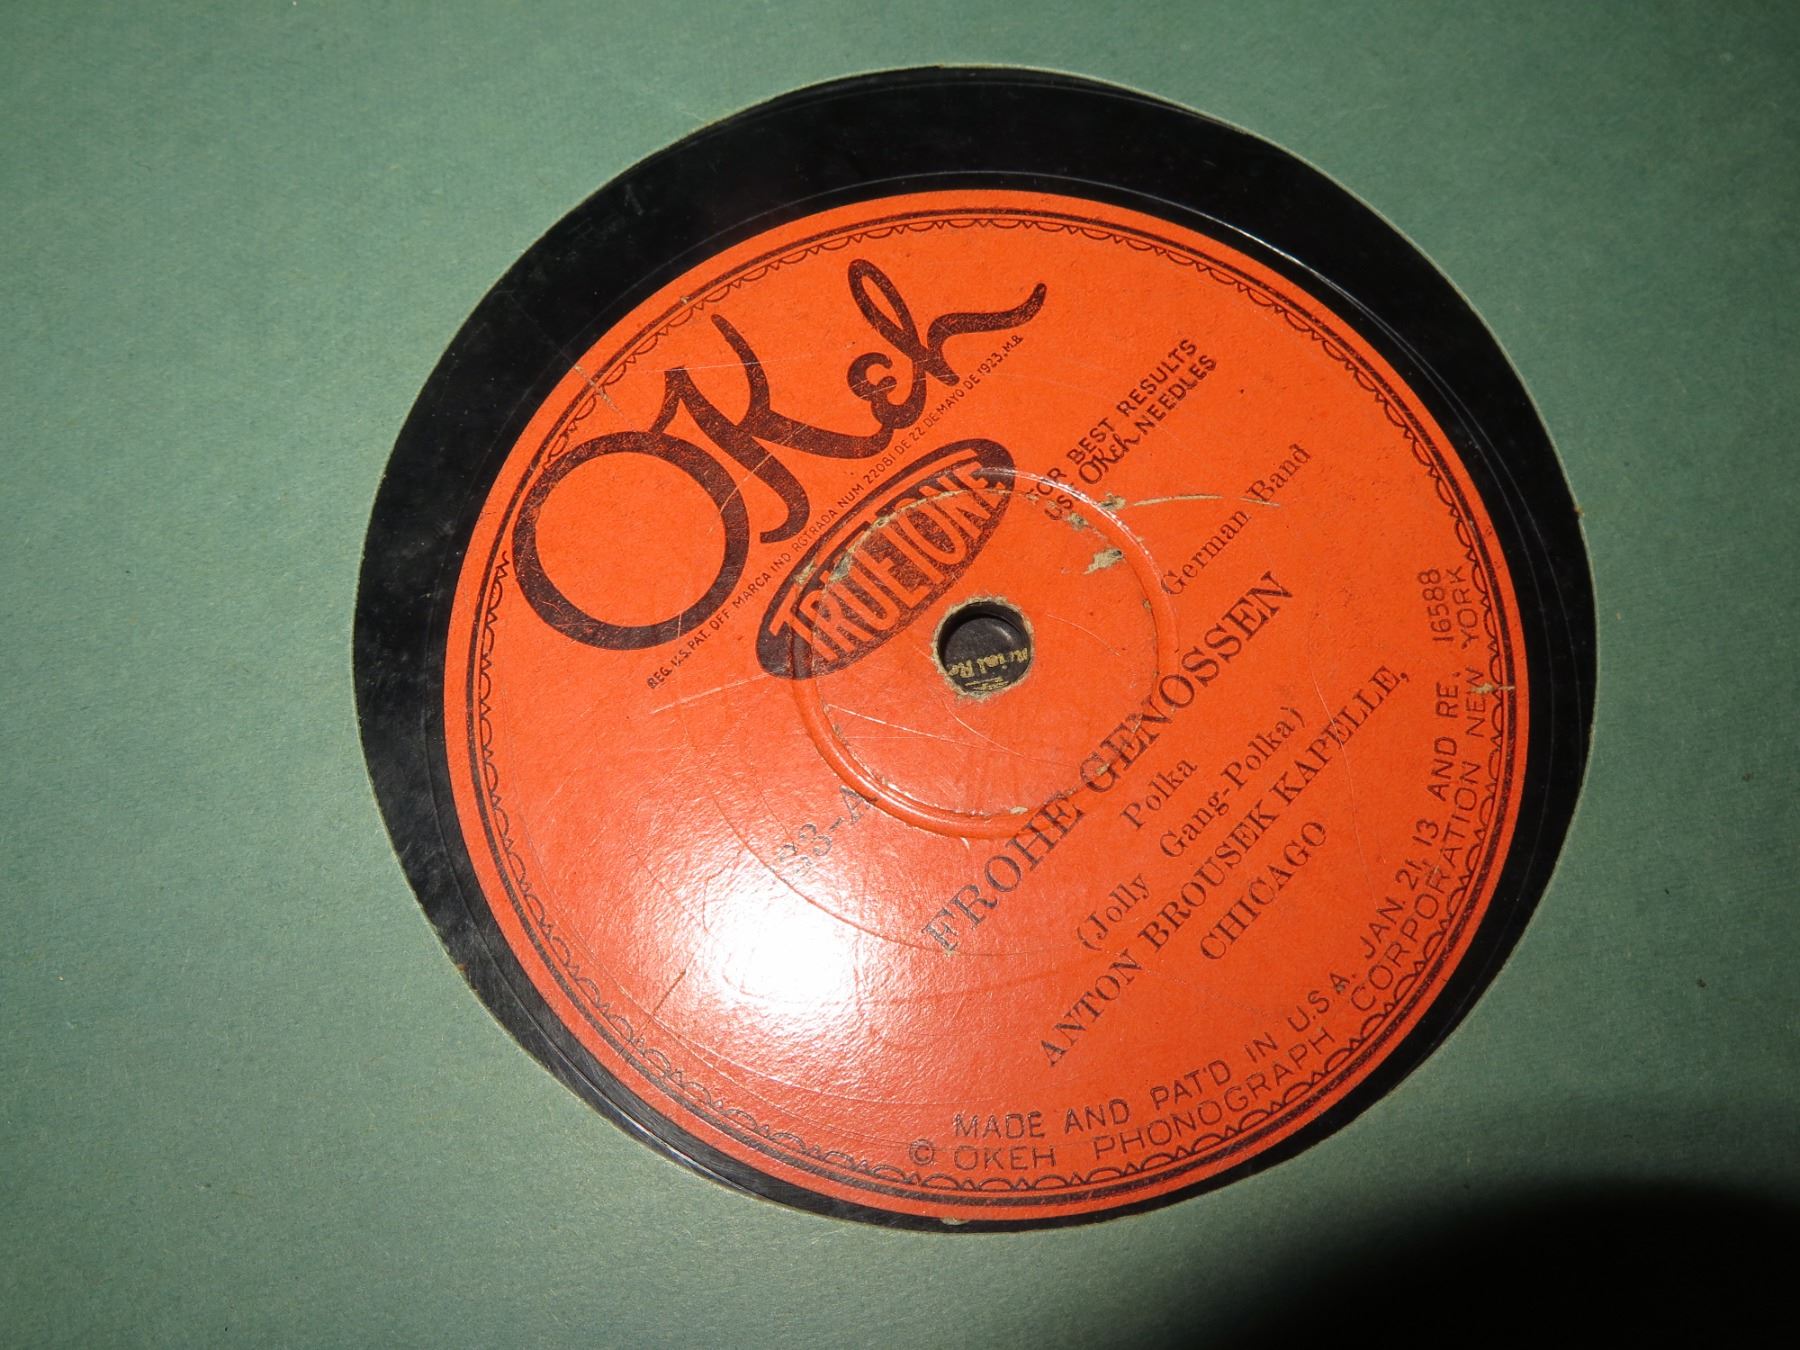 OKeh
REG. U.S. PAT. OFF. MARCA IND RGTRADA NUM 22081 DE 22 DE MAYO DE 1923, M.B.
TRUETONE
FOR BEST RESULTS
USE OKeh NEEDLES
German Band
FROHE GENOSSEN
Polka
(Jolly Gang-Polka)
ANTON BROUSEK KAPELLE,
CHICAGO
MADE AND PAT'D IN U.S.A. JAN. 21, 13 AND RE. 16588
© OKEH PHONOGRAPH CORPORATION NEW YORK